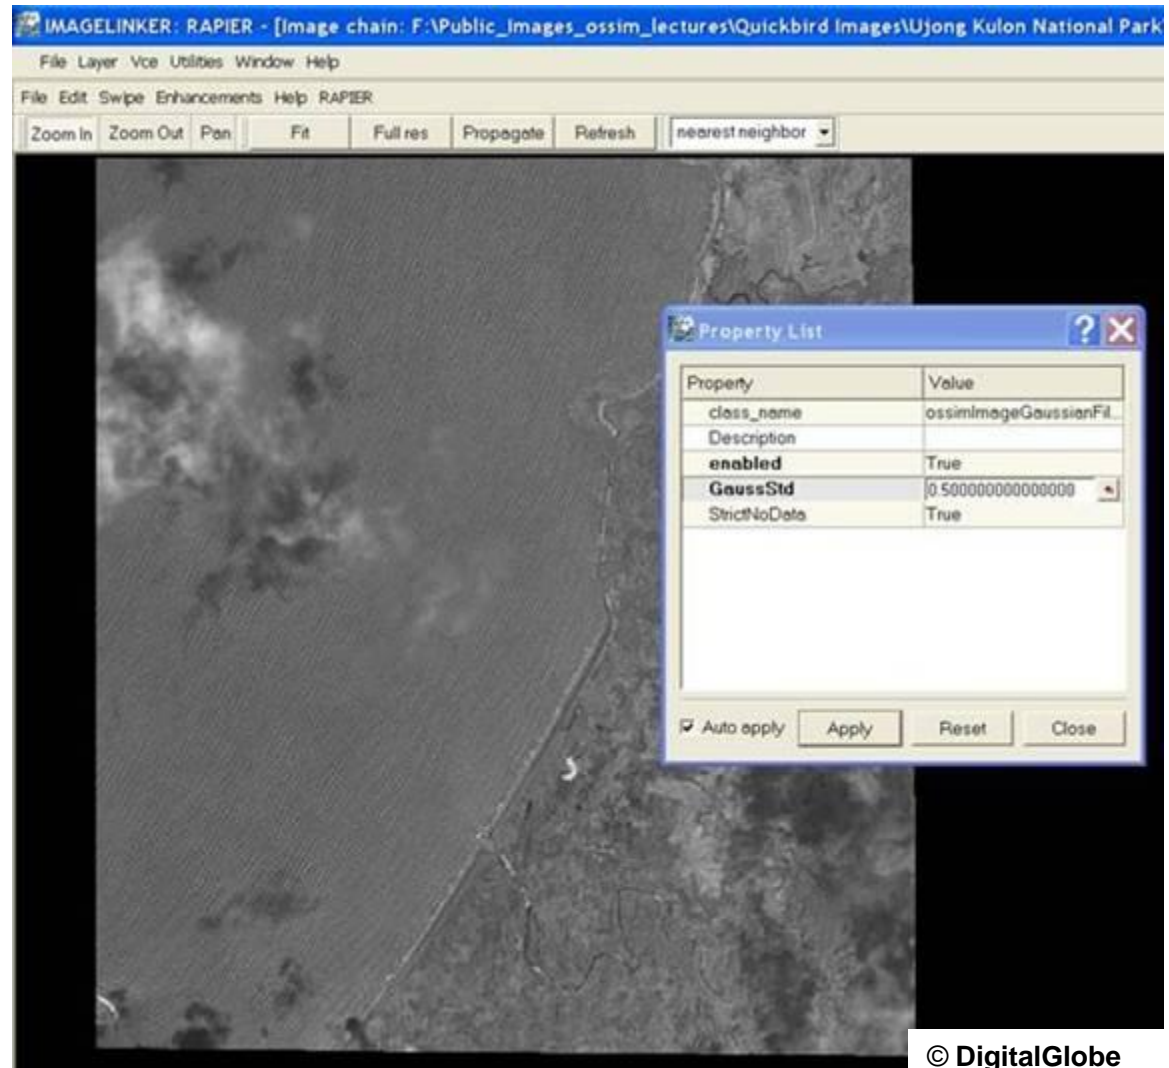 IMAGELINKER: RAPIER - [Image chain: F:\Public_Images_ossim_lectures\Quickbird Images\Ujong Kulon National Park\
File Layer Vce Utilities Window Help
File Edit Swipe Enhancements Help RAPIER
Zoom In Zoom Out Pan Fit Full res Propagate Refresh nearest neighbor
Property List
Property Value
class_name ossimImageGaussianFil...
Description
enabled True
GaussStd 0.500000000000000
StrictNoData True
Auto apply Apply Reset Close
© DigitalGlobe